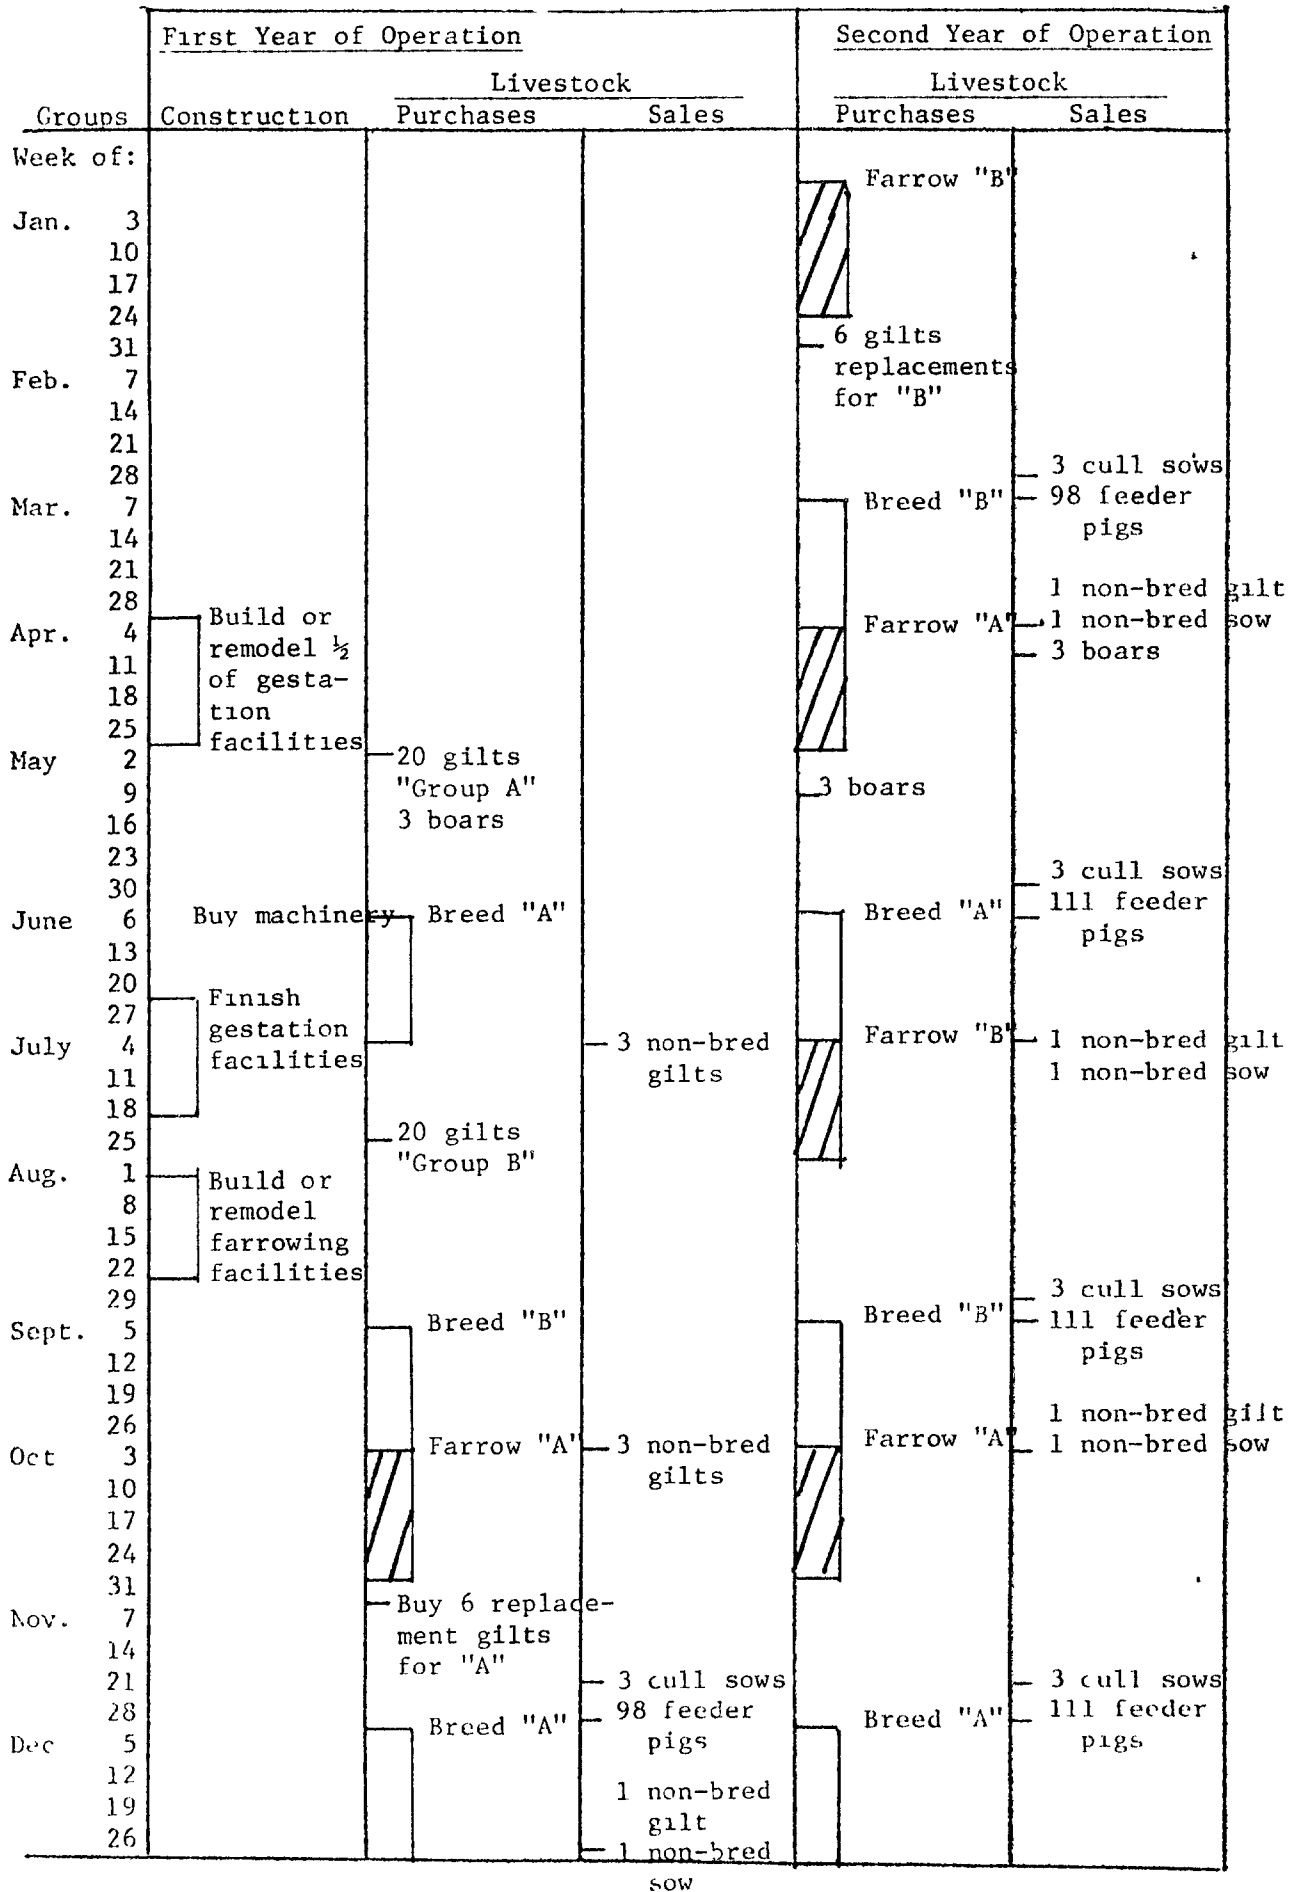 First Year of Operation
Second Year of Operation
Livestock
Livestock
Groups Construction Purchases Sales Purchases Sales
Week of:
Farrow "B"
Jan. 3
10
17
24
31
6 gilts
replacements
for "B"
Feb. 7
14
21
28
3 cull sows
Mar. 7
Breed "B"
98 feeder
pigs
14
21
28
1 non-bred gilt
Build or
remodel ½
of gesta-
tion
facilities
Apr. 4
Farrow "A"
1 non-bred sow
11
3 boars
18
25
May 2
20 gilts
"Group A"
3 boars
9
3 boars
16
23
30
3 cull sows
June 6
Buy machinery
Breed "A"
Breed "A"
111 feeder
pigs
13
20
Finish
gestation
facilities
27
July 4
3 non-bred
gilts
Farrow "B"
1 non-bred gilt
1 non-bred sow
11
18
25
20 gilts
"Group B"
Aug. 1
Build or
remodel
farrowing
facilities
8
15
22
29
3 cull sows
Sept. 5
Breed "B"
Breed "B"
111 feeder
pigs
12
19
26
1 non-bred gilt
Oct 3
Farrow "A"
3 non-bred
gilts
Farrow "A"
1 non-bred sow
10
17
24
31
Nov. 7
Buy 6 replace-
ment gilts
for "A"
14
21
3 cull sows
3 cull sows
28
Breed "A"
98 feeder
pigs
Breed "A"
111 feeder
pigs
Dec 5
12
19
1 non-bred
gilt
26
1 non-bred
sow